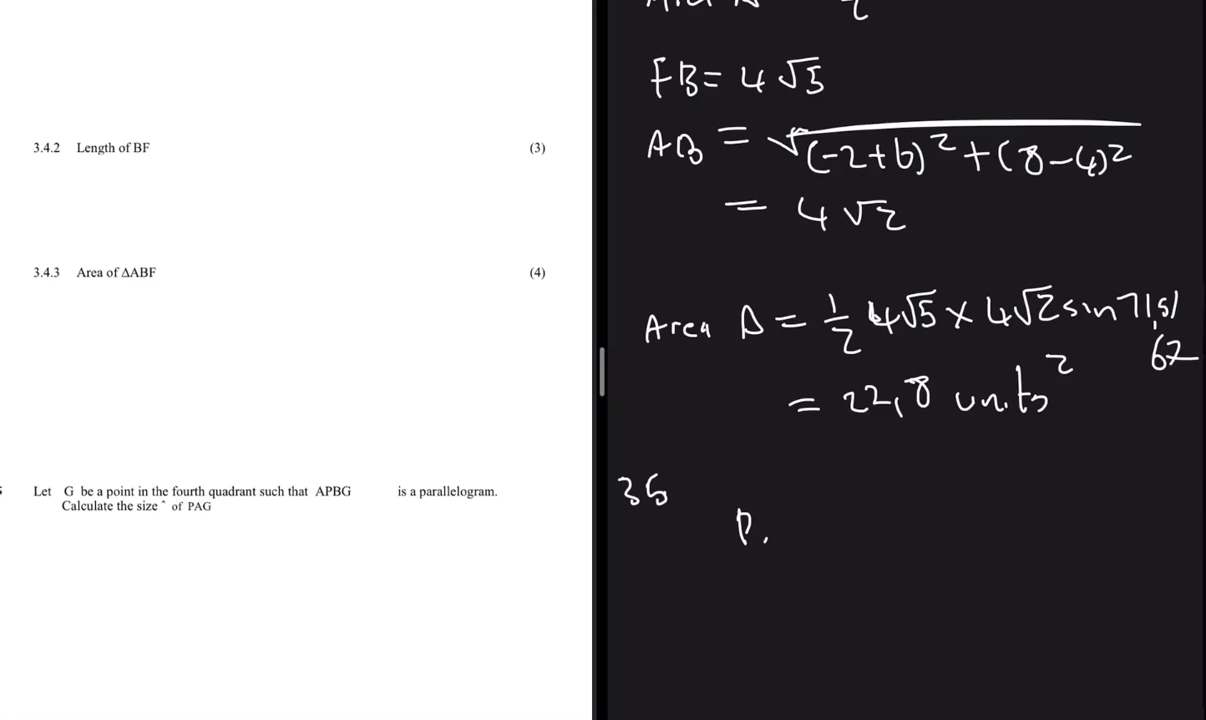 3.4.2 Length of BF (3)
3.4.3 Area of ΔABF (4)
Let G be a point in the fourth quadrant such that APBG is a parallelogram.
Calculate the size ˆ of PAG
FB = 4√5
AB = √(-2+6)² + (8-4)²
= 4√2
Area Δ = 1/2 4√5 × 4√2 sin 71,5/
62
= 22,8 units²
35
P.